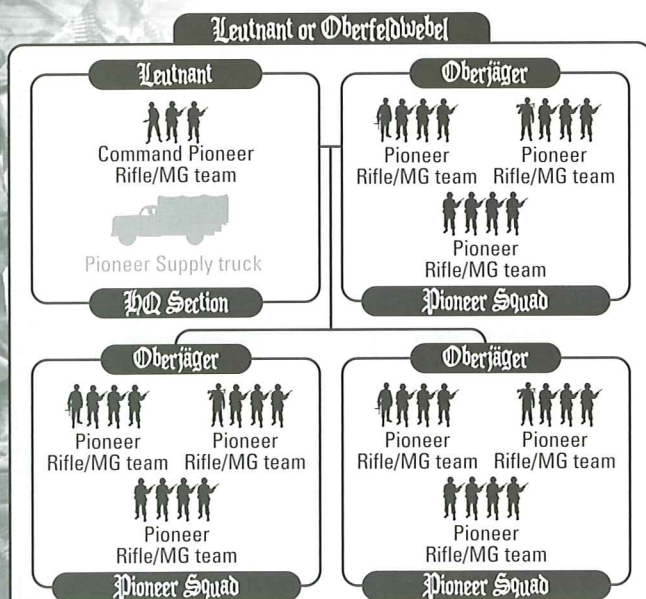 Leutnant or Oberfeldwebel
Leutnant
Command Pioneer
Rifle/MG team
Pioneer Supply truck
HQ Section
Oberjäger
Pioneer
Rifle/MG team
Pioneer
Rifle/MG team
Pioneer
Rifle/MG team
Pioneer Squad
Oberjäger
Pioneer
Rifle/MG team
Pioneer
Rifle/MG team
Pioneer
Rifle/MG team
Pioneer Squad
Oberjäger
Pioneer
Rifle/MG team
Pioneer
Rifle/MG team
Pioneer
Rifle/MG team
Pioneer Squad